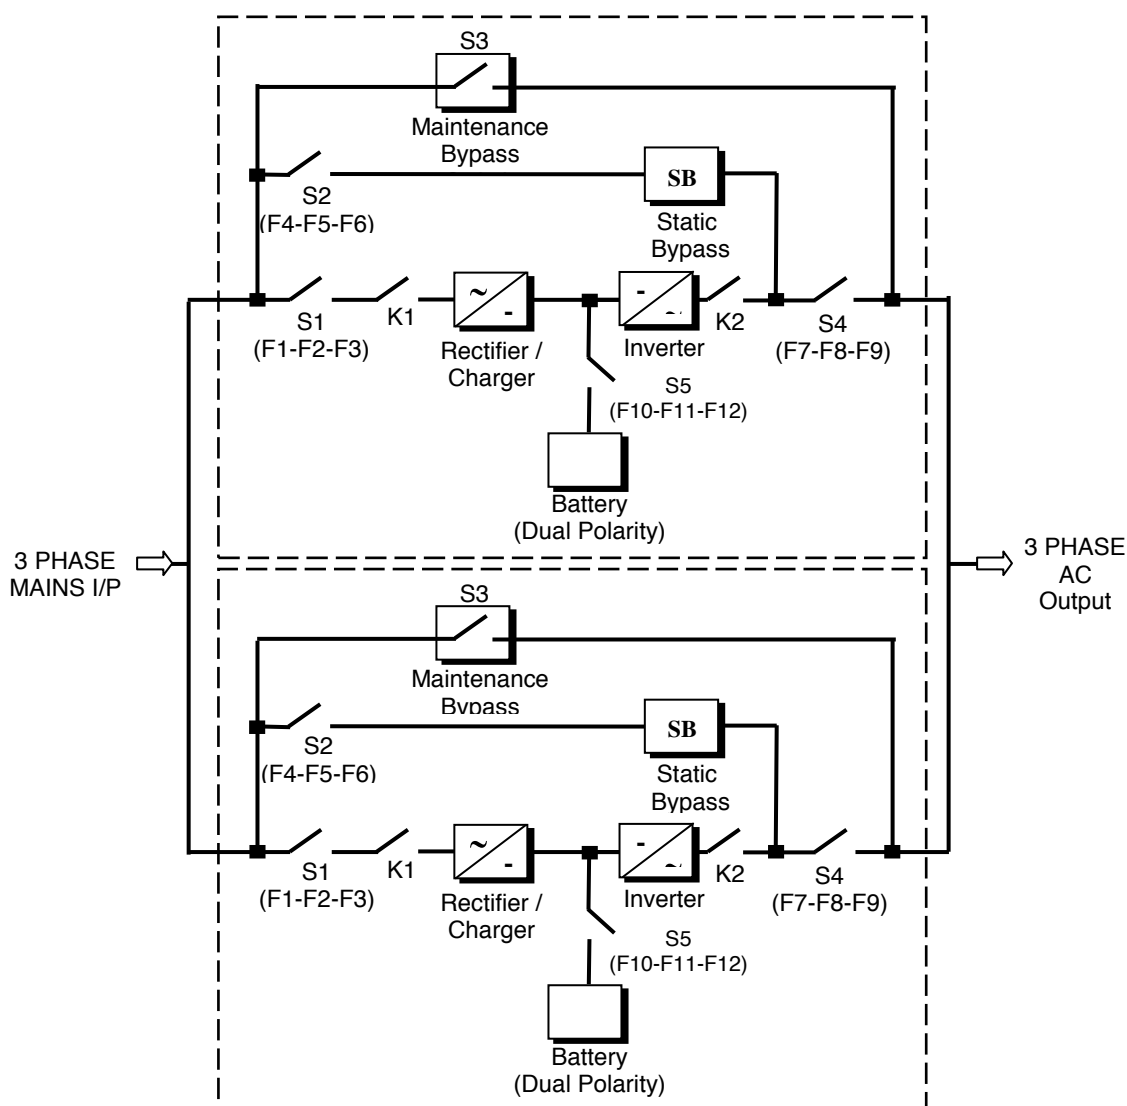 S3
Maintenance
Bypass
SB
S2
(F4-F5-F6)
Static
Bypass
S1
(F1-F2-F3)
K1
Rectifier /
Charger
Inverter
K2
S4
(F7-F8-F9)
S5
(F10-F11-F12)
Battery
(Dual Polarity)
3 PHASE
MAINS I/P
3 PHASE
AC
Output
S3
Maintenance
Bypass
SB
S2
(F4-F5-F6)
Static
Bypass
S1
(F1-F2-F3)
K1
Rectifier /
Charger
Inverter
K2
S4
(F7-F8-F9)
S5
(F10-F11-F12)
Battery
(Dual Polarity)